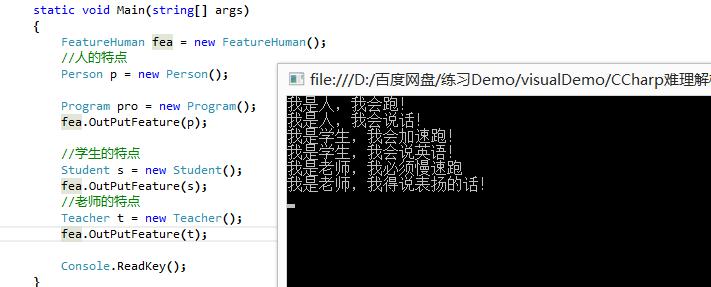 static void Main(string[] args)
{
FeatureHuman fea = new FeatureHuman();
//人的特点
Person p = new Person();
Program pro = new Program();
fea.OutPutFeature(p);
//学生的特点
Student s = new Student();
fea.OutPutFeature(s);
//老师的特点
Teacher t = new Teacher();
fea.OutPutFeature(t);
Console.ReadKey();
}
file:///D:/百度网盘/练习Demo/visualDemo/CCharp难理解
我是人，我会跑!
我是人，我会说话!
我是学生，我会加速跑!
我是学生，我会说英语!
我是老师，我必须慢速跑
我是老师，我得说表扬的话!